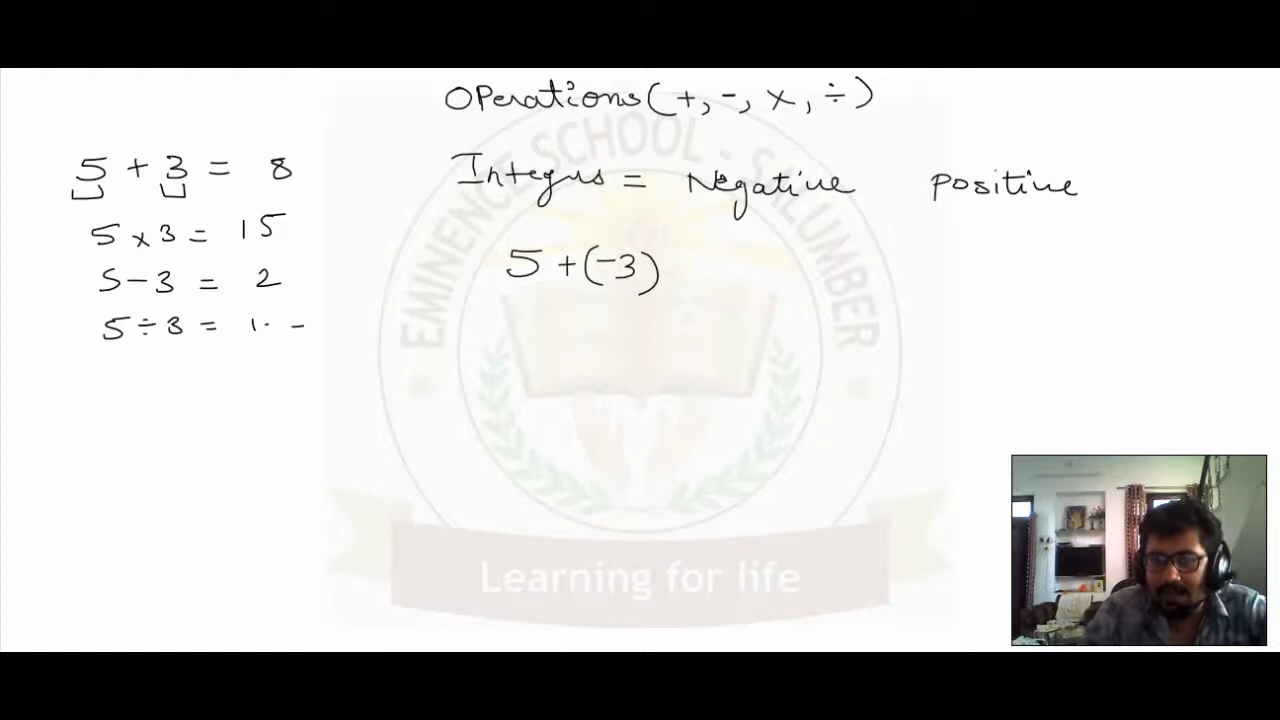 Operations (+, -, x, ÷)
5 + 3 = 8
Integers = Negative Positive
5 x 3 = 15
5 + (-3)
5 - 3 = 2
5 ÷ 3 = 1. -
EMINENCE SCHOOL - SALUMBER
Learning for life